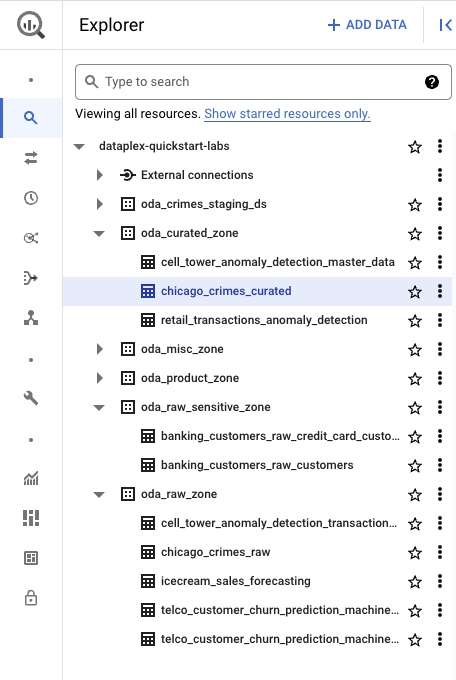 Explorer
+ ADD DATA
Type to search
Viewing all resources. Show starred resources only.
dataplex-quickstart-labs
External connections
oda_crimes_staging_ds
oda_curated_zone
cell_tower_anomaly_detection_master_data
chicago_crimes_curated
retail_transactions_anomaly_detection
oda_misc_zone
oda_product_zone
oda_raw_sensitive_zone
banking_customers_raw_credit_card_custo...
banking_customers_raw_customers
oda_raw_zone
cell_tower_anomaly_detection_transaction...
chicago_crimes_raw
icecream_sales_forecasting
telco_customer_churn_prediction_machine...
telco_customer_churn_prediction_machine...